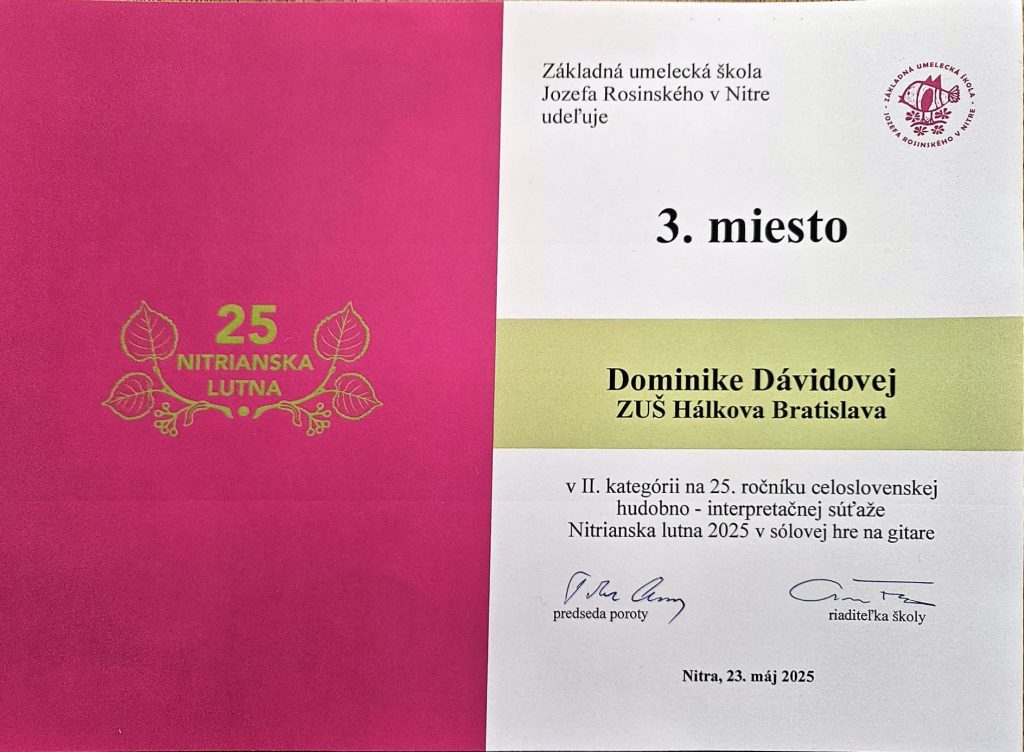 25
NITRIANSKA
LUTNA
Základná umelecká škola
Jozefa Rosinského v Nitre
udeľuje
ZÁKLADNÁ UMELECKÁ ŠKOLA
JOZEFA ROSINSKÉHO V NITRE
3. miesto
Dominike Dávidovej
ZUŠ Hálkova Bratislava
v II. kategórii na 25. ročníku celoslovenskej
hudobno - interpretačnej súťaže
Nitrianska lutna 2025 v sólovej hre na gitare
predseda poroty
riaditeľka školy
Nitra, 23. máj 2025